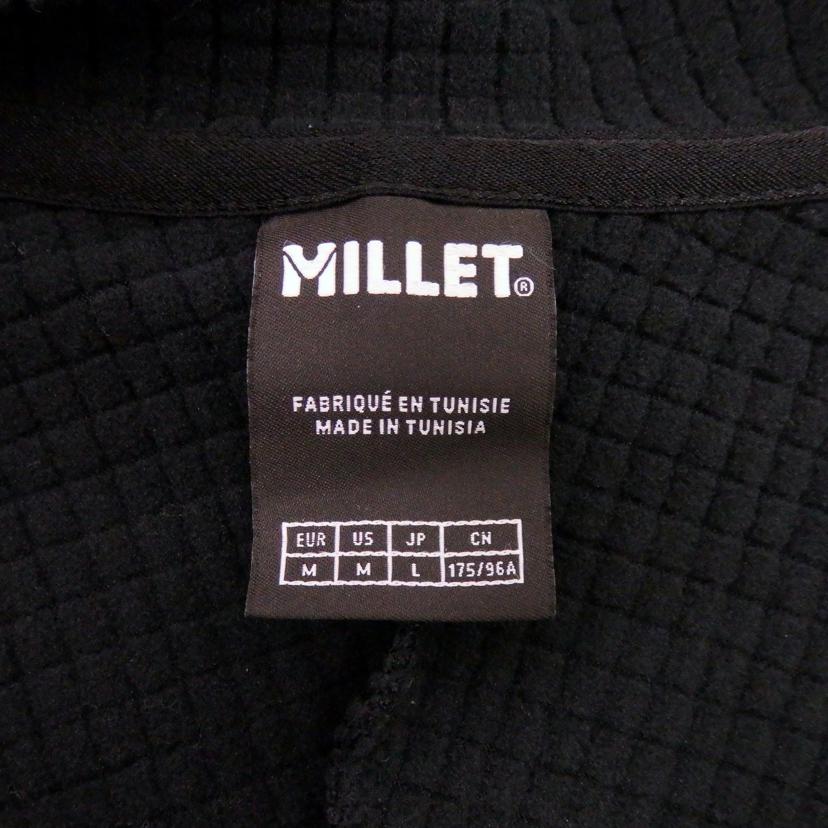 MILLET®
FABRIQUÉ EN TUNISIE
MADE IN TUNISIA
EUR US JP CN
M M L 175/96A